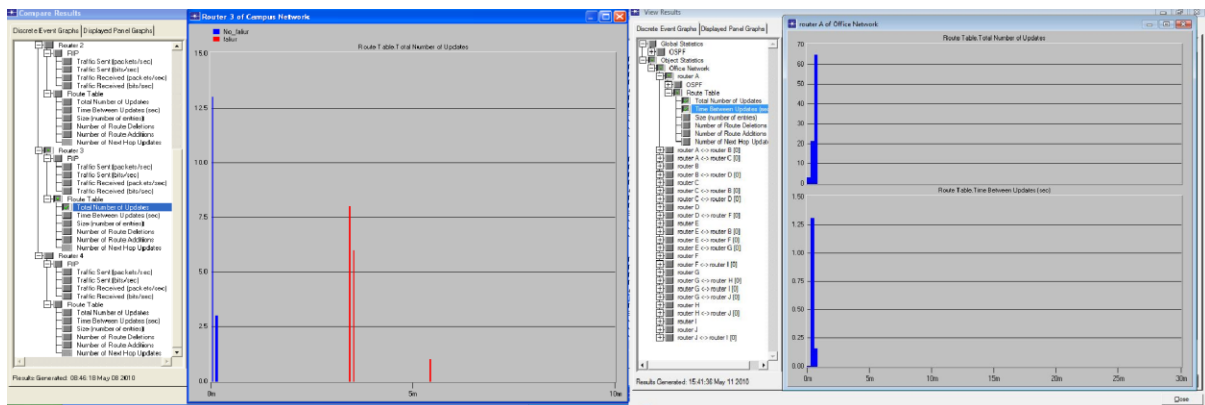 Compare Results
Discrete Event Graphs
Displayed Panel Graphs
Router 2
RIP
Traffic Sent (packets/sec)
Traffic Sent (bits/sec)
Traffic Received (packets/sec)
Traffic Received (bits/sec)
Route Table
Total Number of Updates
Time Between Updates (sec)
Size (number of entries)
Number of Route Deletions
Number of Route Additions
Number of Next Hop Updates
Router 3
RIP
Traffic Sent (packets/sec)
Traffic Sent (bits/sec)
Traffic Received (packets/sec)
Traffic Received (bits/sec)
Route Table
Total Number of Updates
Time Between Updates (sec)
Size (number of entries)
Number of Route Deletions
Number of Route Additions
Number of Next Hop Updates
Router 4
RIP
Traffic Sent (packets/sec)
Traffic Sent (bits/sec)
Traffic Received (packets/sec)
Traffic Received (bits/sec)
Route Table
Total Number of Updates
Time Between Updates (sec)
Size (number of entries)
Number of Route Deletions
Number of Route Additions
Number of Next Hop Updates
Results Generated: 08:46:18 May 08 2010
Router 3 of Campus Network
No_failur
failur
Route Table.Total Number of Updates
15.0
12.5
10.0
7.5
5.0
2.5
0.0
0m
5m
10m
View Results
Discrete Event Graphs
Displayed Panel Graphs
Global Statistics
OSPF
Object Statistics
Office Network
router A
OSPF
Route Table
Total Number of Updates
Time Between Updates (sec
Size (number of entries)
Number of Route Deletions
Number of Route Additions
Number of Next Hop Updat
router A <-> router B [0]
router A <-> router C [0]
router B
router B <-> router D [0]
router C
router C <-> router B [0]
router C <-> router D [0]
router D
router D <-> router F [0]
router E
router E <-> router B [0]
router E <-> router F [0]
router E <-> router G [0]
router F
router F <-> router I [0]
router G
router G <-> router H [0]
router G <-> router I [0]
router G <-> router J [0]
router H
router H <-> router J [0]
router I
router J
router J <-> router I [0]
Results Generated: 15:41:36 May 11 2010
router A of Office Network
Route Table.Total Number of Updates
70
60
50
40
30
20
10
0
Route Table.Time Between Updates (sec)
1.50
1.25
1.00
0.75
0.50
0.25
0.00
0m
5m
10m
15m
20m
25m
30m
Close